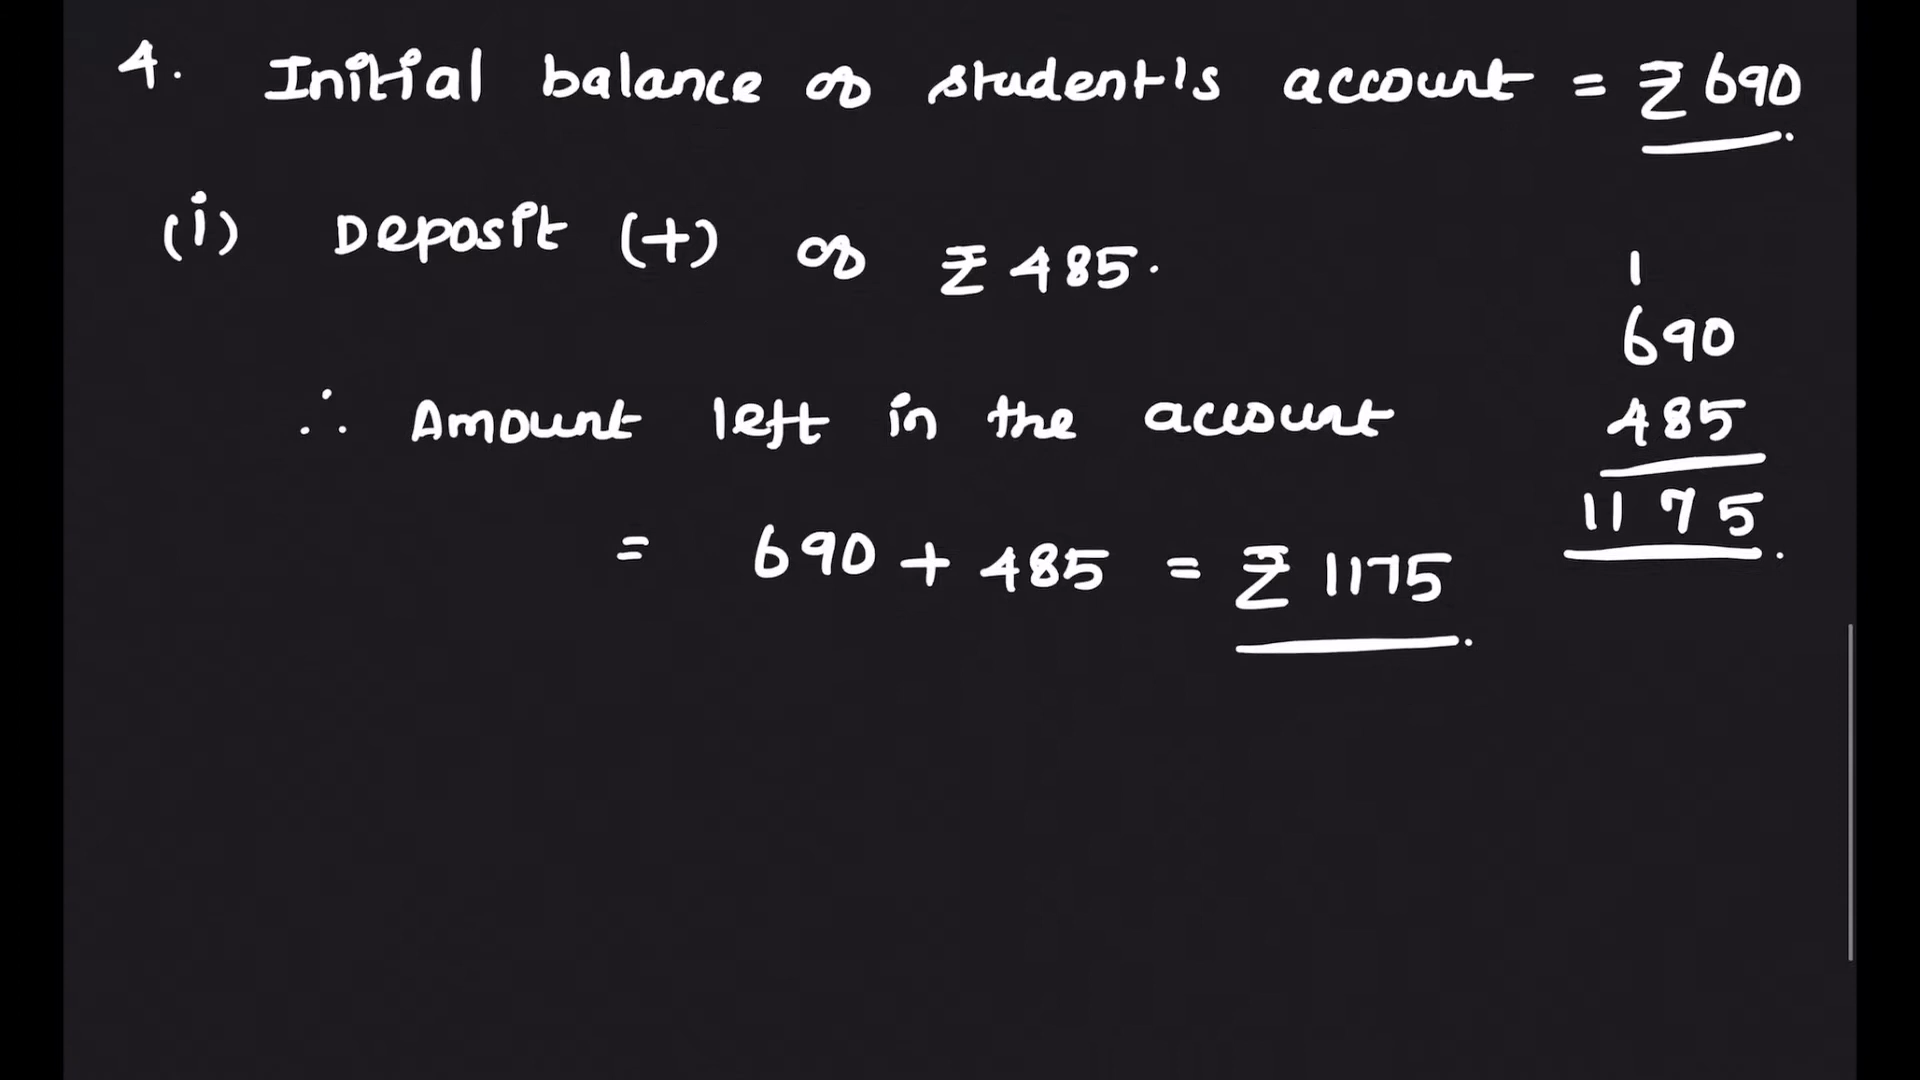 4. Initial balance of student's account = ₹ 690.
(i) Deposit (+) of ₹ 485.
∴ Amount left in the account
= 690 + 485 = ₹ 1175.
1
690
485
1175.